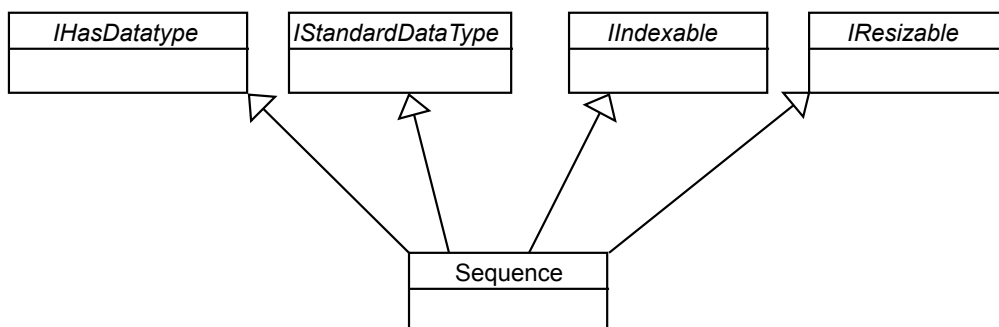 IHasDatatype
IStandardDataType
IIndexable
IResizable
Sequence